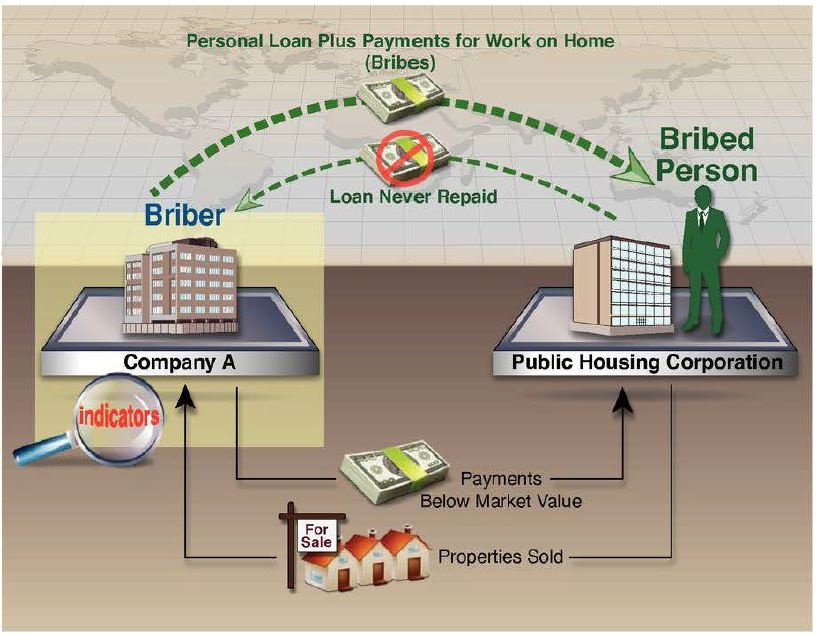 Personal Loan Plus Payments for Work on Home
(Bribes)
Bribed
Person
Loan Never Repaid
Briber
Company A
Public Housing Corporation
indicators
Payments
Below Market Value
For
Sale
Properties Sold